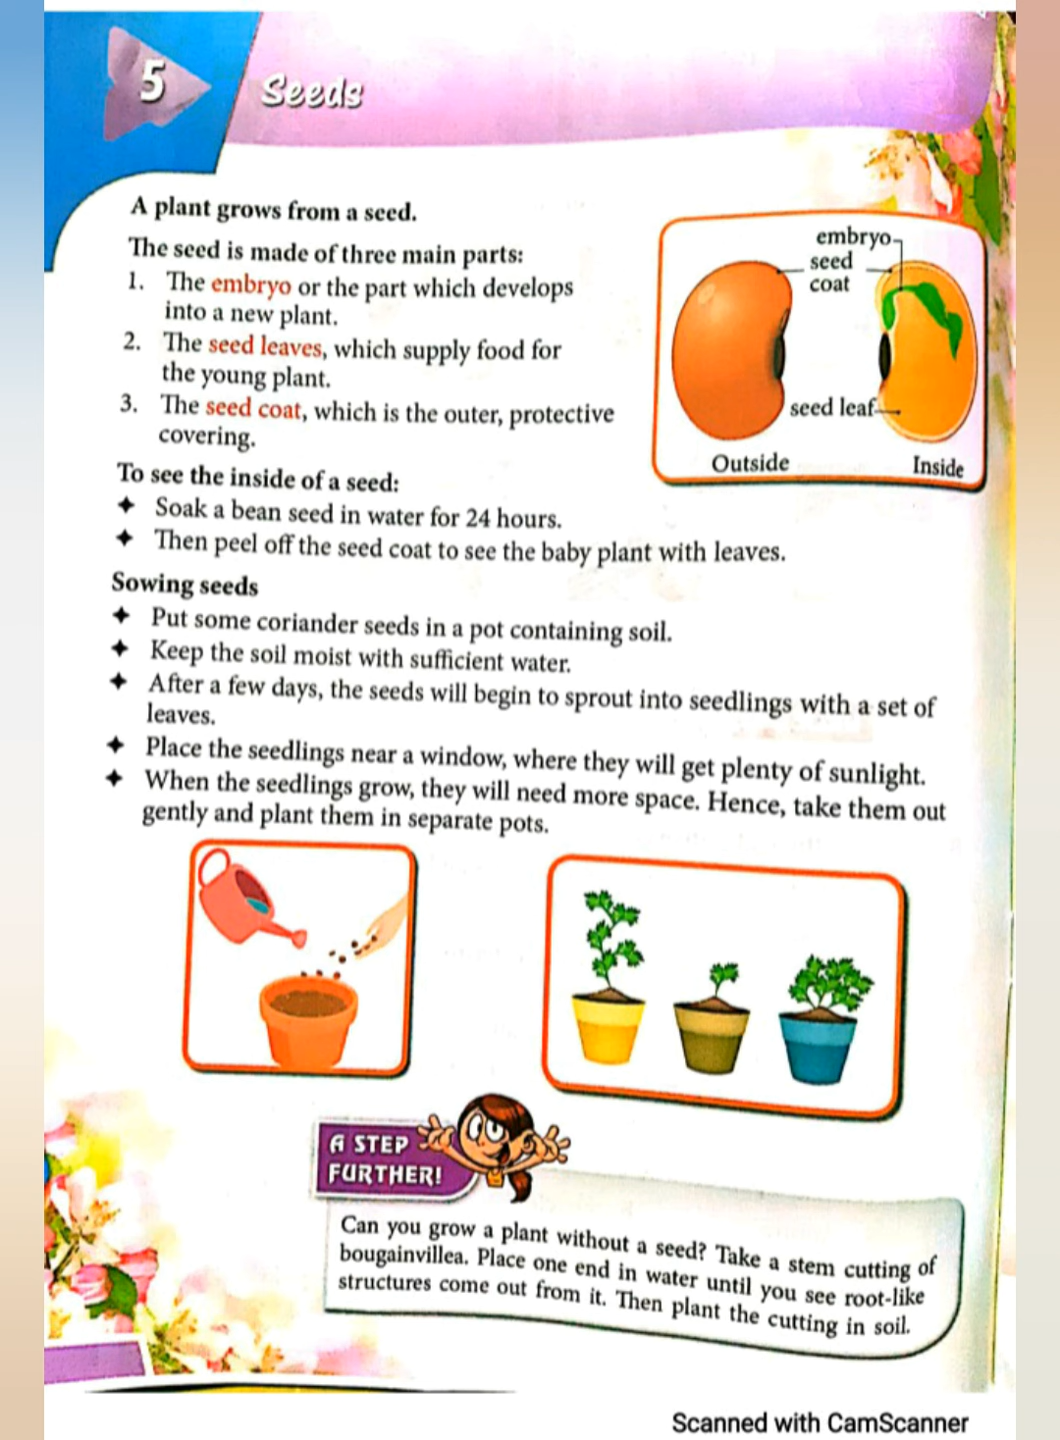 5
Seeds
A plant grows from a seed.
The seed is made of three main parts:
1. The embryo or the part which develops
into a new plant.
2. The seed leaves, which supply food for
the young plant.
3. The seed coat, which is the outer, protective
covering.
embryo
seed
coat
seed leaf
Outside
Inside
To see the inside of a seed:
✦ Soak a bean seed in water for 24 hours.
✦ Then peel off the seed coat to see the baby plant with leaves.
Sowing seeds
✦ Put some coriander seeds in a pot containing soil.
✦ Keep the soil moist with sufficient water.
✦ After a few days, the seeds will begin to sprout into seedlings with a set of
leaves.
✦ Place the seedlings near a window, where they will get plenty of sunlight.
✦ When the seedlings grow, they will need more space. Hence, take them out
gently and plant them in separate pots.
A STEP
FURTHER!
Can you grow a plant without a seed? Take a stem cutting of
bougainvillea. Place one end in water until you see root-like
structures come out from it. Then plant the cutting in soil.
Scanned with CamScanner